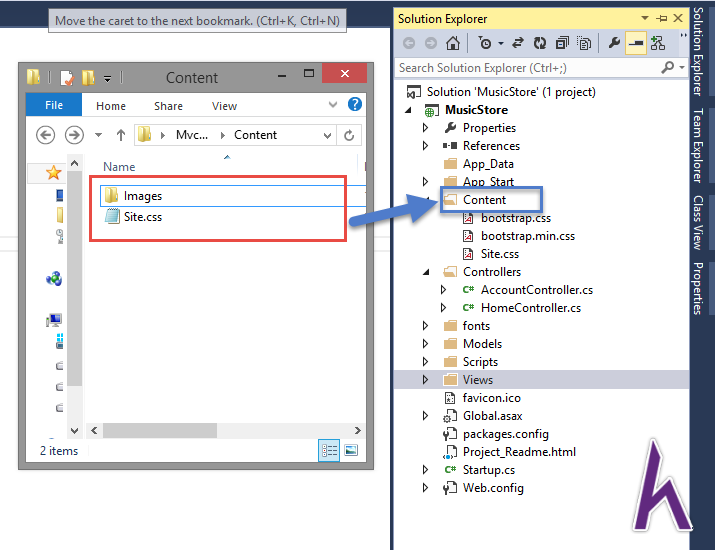 Move the caret to the next bookmark. (Ctrl+K, Ctrl+N)
Content
File Home Share View
Mvc... Content
Name
Images
Site.css
2 items
Solution Explorer
Search Solution Explorer (Ctrl+;)
Solution 'MusicStore' (1 project)
MusicStore
Properties
References
App_Data
App_Start
Content
bootstrap.css
bootstrap.min.css
Site.css
Controllers
AccountController.cs
HomeController.cs
fonts
Models
Scripts
Views
favicon.ico
Global.asax
packages.config
Project_Readme.html
Startup.cs
Web.config
Solution Explorer
Team Explorer
Class View
Properties
h